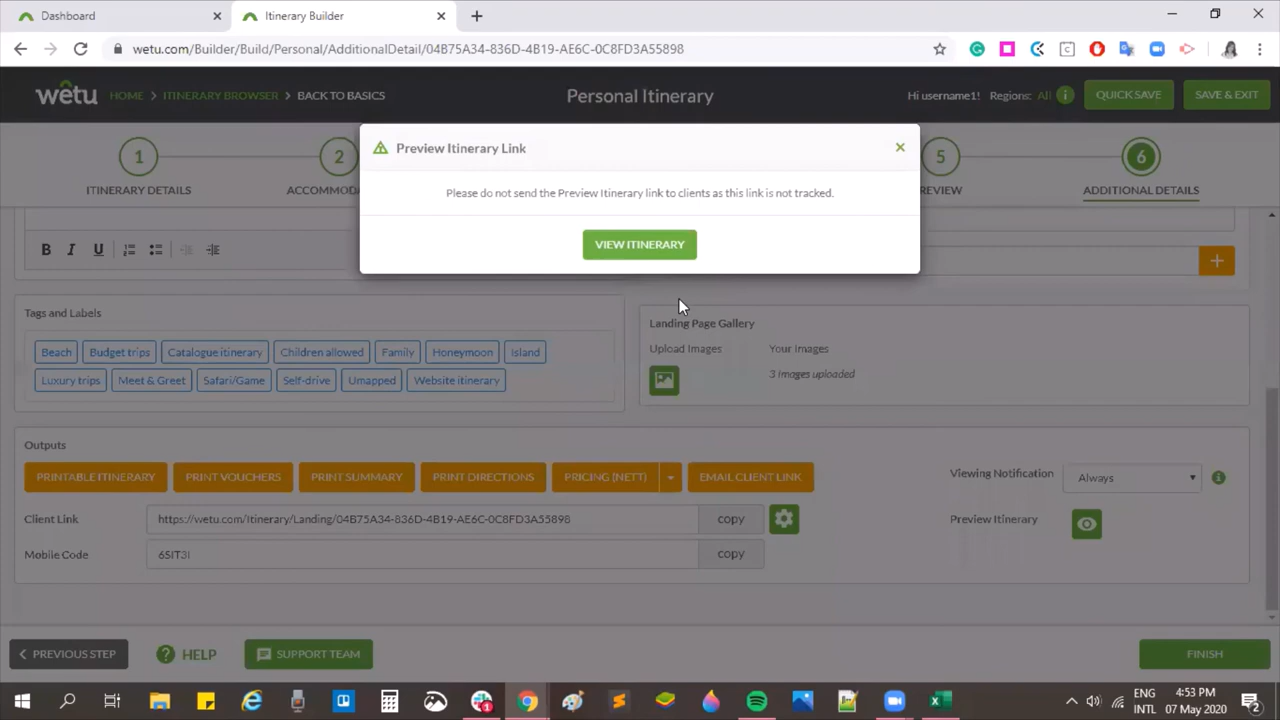 Dashboard
Itinerary Builder
wetu.com/Builder/Build/Personal/AdditionalDetail/04B75A34-836D-4B19-AE6C-0C8FD3A55898
wetu HOME > ITINERARY BROWSER > BACK TO BASICS
Personal Itinerary
Hi username1! Regions: All i
QUICK SAVE
SAVE & EXIT
Preview Itinerary Link
Please do not send the Preview Itinerary link to clients as this link is not tracked.
VIEW ITINERARY
1
2
5
6
ITINERARY DETAILS
ACCOMMODA
REVIEW
ADDITIONAL DETAILS
B I U
Tags and Labels
Beach Budget trips Catalogue itinerary Children allowed Family Honeymoon Island
Luxury trips Meet & Greet Safari/Game Self-drive Umapped Website itinerary
Landing Page Gallery
Upload Images Your Images
3 Images uploaded
Outputs
PRINTABLE ITINERARY PRINT VOUCHERS PRINT SUMMARY PRINT DIRECTIONS PRICING (NETT) EMAIL CLIENT LINK
Viewing Notification Always i
Client Link https://wetu.com/Itinerary/Landing/04B75A34-836D-4B19-AE6C-0C8FD3A55898 copy
Preview Itinerary
Mobile Code 6SIT3I copy
PREVIOUS STEP
? HELP
SUPPORT TEAM
FINISH
ENG
INTL
4:53 PM
07 May 2020